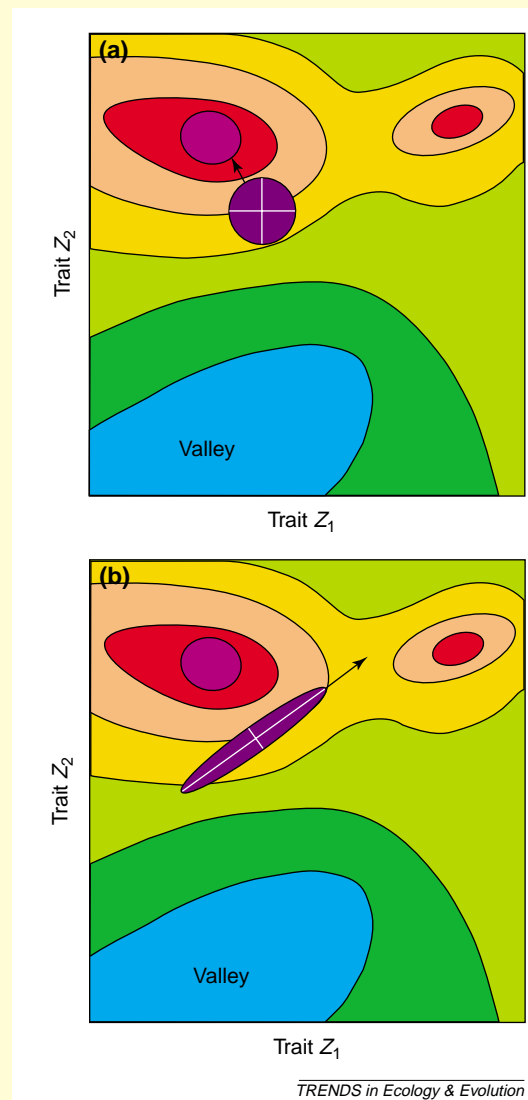 (a)
Trait Z2
Valley
Trait Z1
(b)
Trait Z2
Valley
Trait Z1
TRENDS in Ecology & Evolution